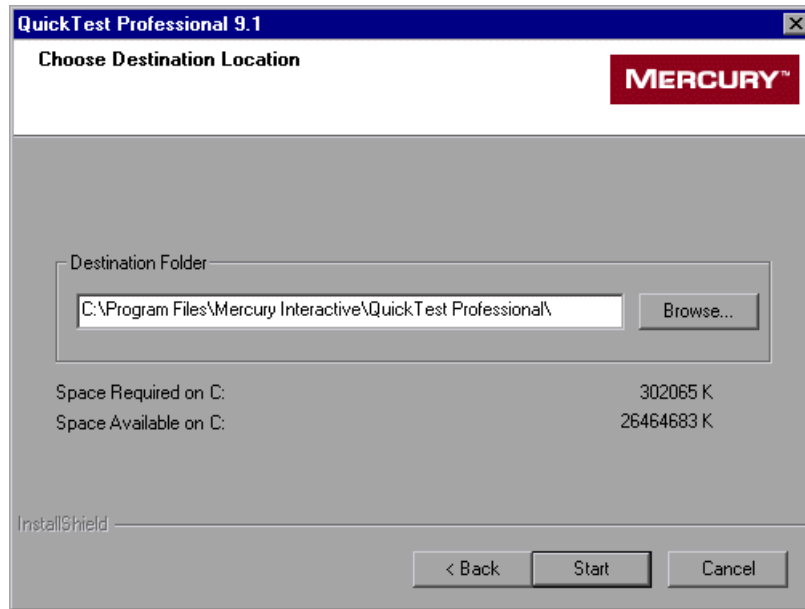 QuickTest Professional 9.1
Choose Destination Location
MERCURY™
Destination Folder
C:\Program Files\Mercury Interactive\QuickTest Professional\
Browse...
Space Required on C: 302065 K
Space Available on C: 26464683 K
InstallShield
< Back Start Cancel